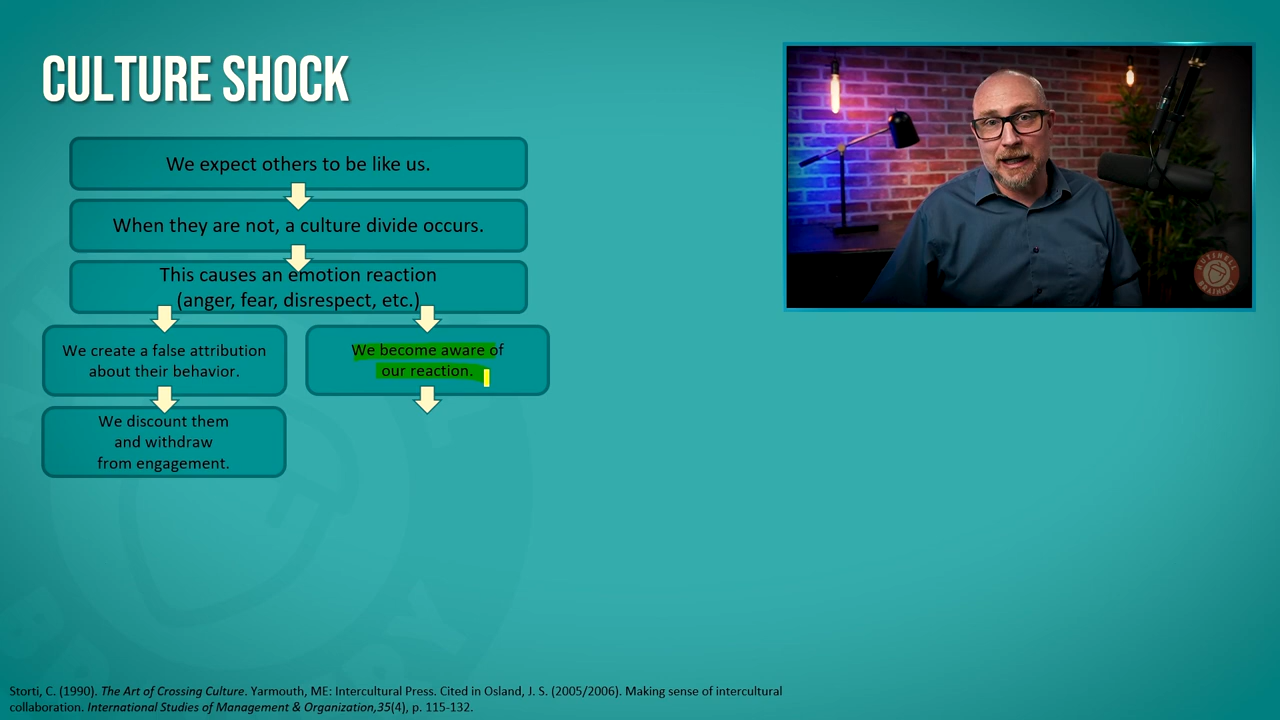 CULTURE SHOCK
We expect others to be like us.
When they are not, a culture divide occurs.
This causes an emotion reaction
(anger, fear, disrespect, etc.)
We create a false attribution
about their behavior.
We become aware of
our reaction.
We discount them
and withdraw
from engagement.
NUTSHELL
BRAINERY
Storti, C. (1990). The Art of Crossing Culture. Yarmouth, ME: Intercultural Press. Cited in Osland, J. S. (2005/2006). Making sense of intercultural
collaboration. International Studies of Management & Organization,35(4), p. 115-132.